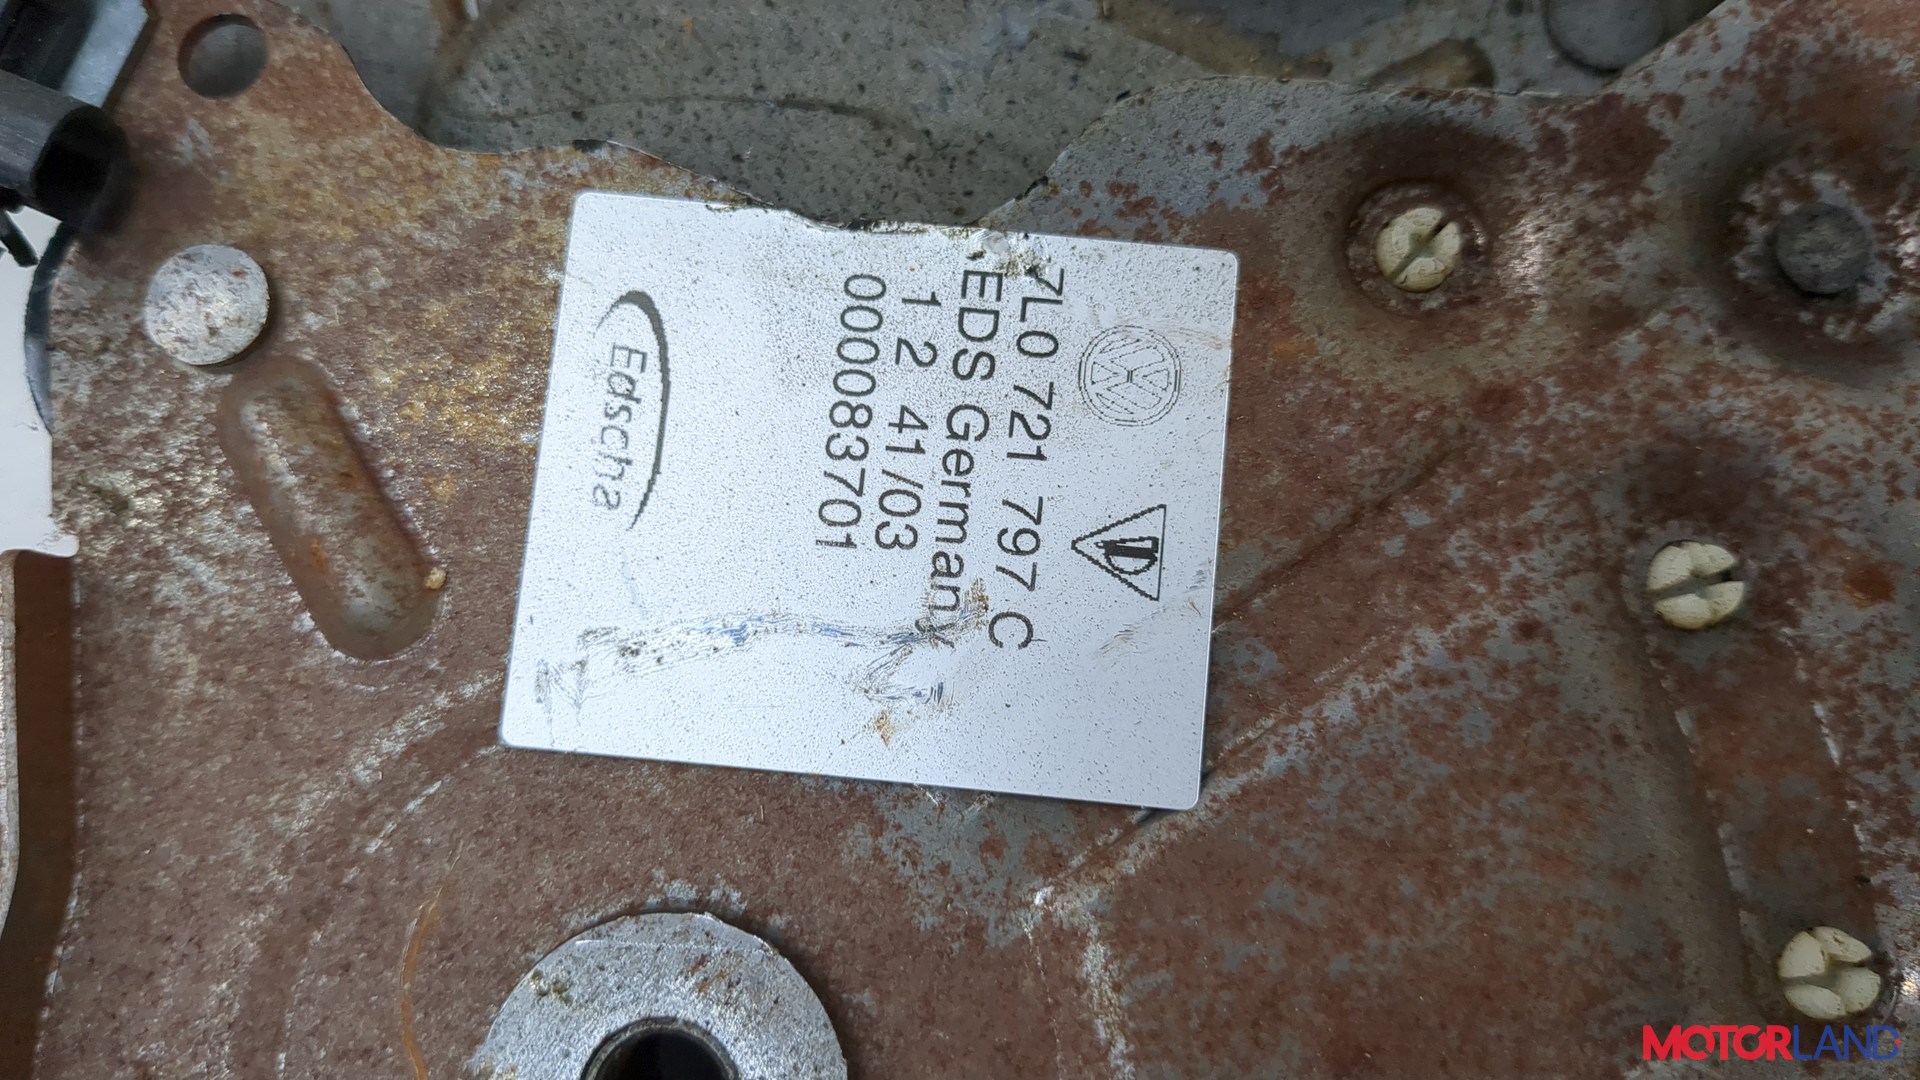 7L0 721 797 C
EDS Germany
1 2 41/03
000083701
Edscha
MOTORLAND